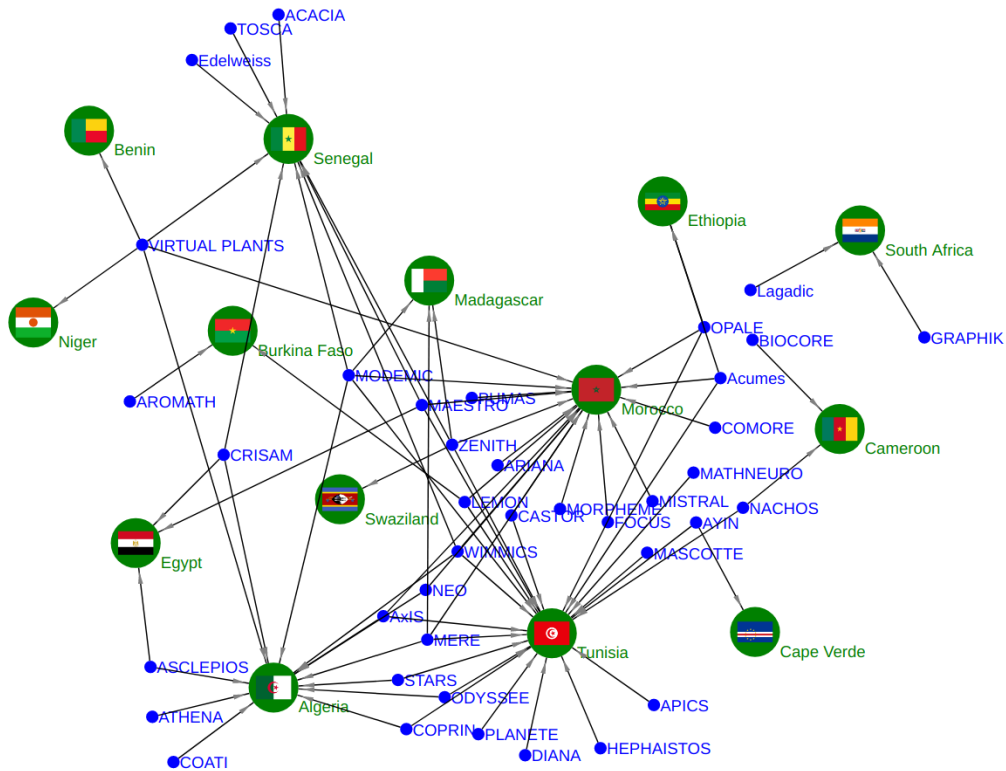 ACACIA
TOSCA
Edelweiss
Benin
Senegal
Ethiopia
South Africa
VIRTUAL PLANTS
Madagascar
Lagadic
Niger
Burkina Faso
OPALE
BIOCORE
GRAPHIK
MODEMIC
Acumes
AROMATH
PUMAS
MAESTRO
Morocco
COMORE
Cameroon
CRISAM
ZENITH
ARIANA
MATHNEURO
Swaziland
LEMON
CASTOR
MORPHEME
MISTRAL
FOCUS
NACHOS
AYIN
Egypt
WIMMICS
MASCOTTE
NEO
AxIS
MERE
Tunisia
Cape Verde
ASCLEPIOS
STARS
Algeria
ODYSSEE
APICS
ATHENA
COPRIN
PLANETE
DIANA
HEPHAISTOS
COATI